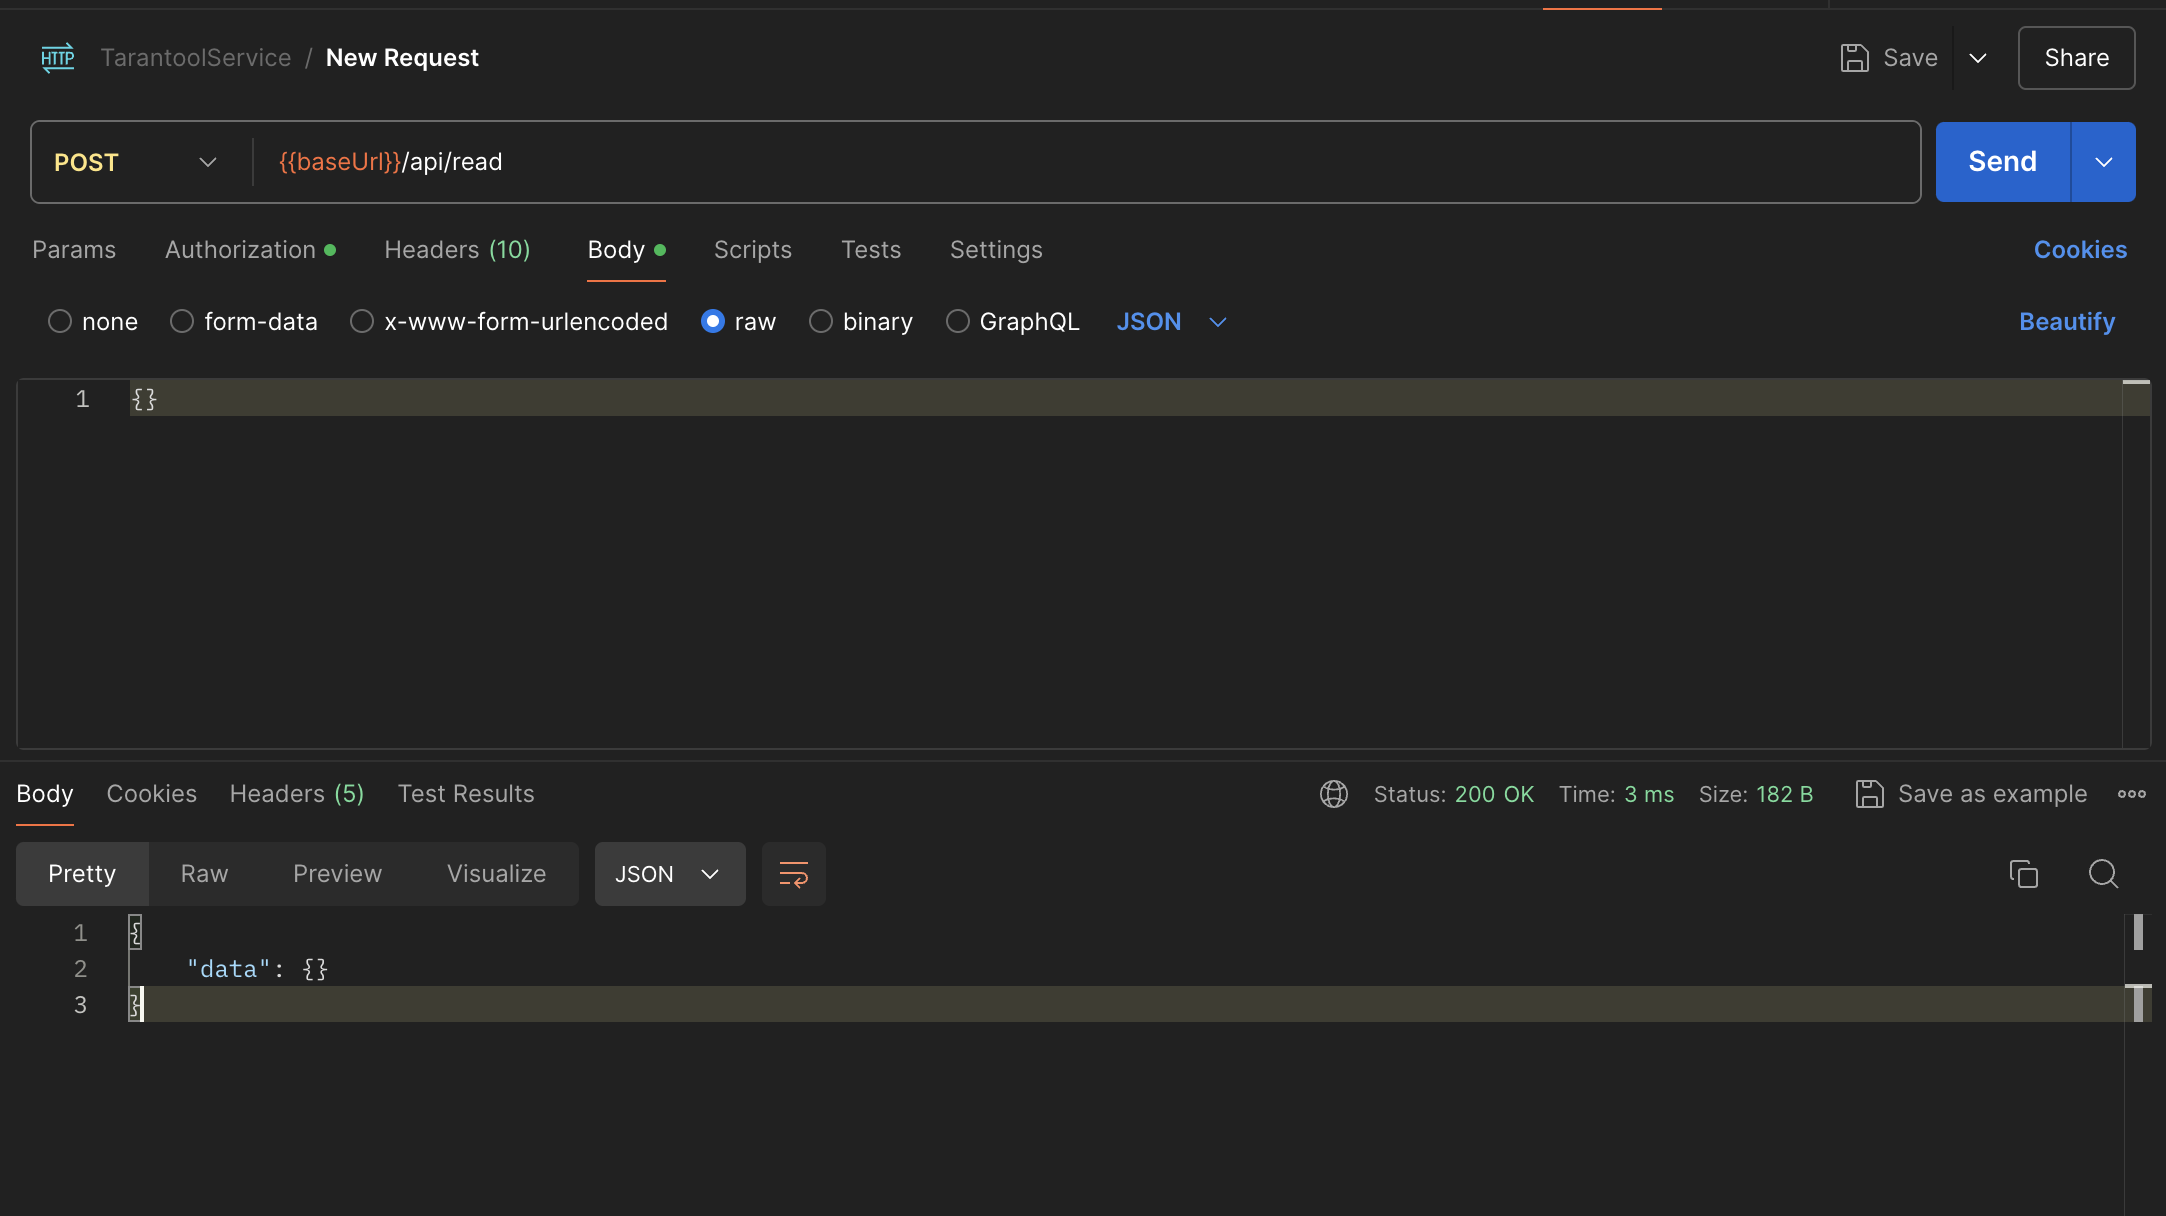 HTTP TarantoolService / New Request Save Share
POST {{baseUrl}}/api/read Send
Params Authorization Headers (10) Body Scripts Tests Settings Cookies
none form-data x-www-form-urlencoded raw binary GraphQL JSON Beautify
1 {}
Body Cookies Headers (5) Test Results Status: 200 OK Time: 3 ms Size: 182 B Save as example
Pretty Raw Preview Visualize JSON
1 {
2 "data": {}
3 }